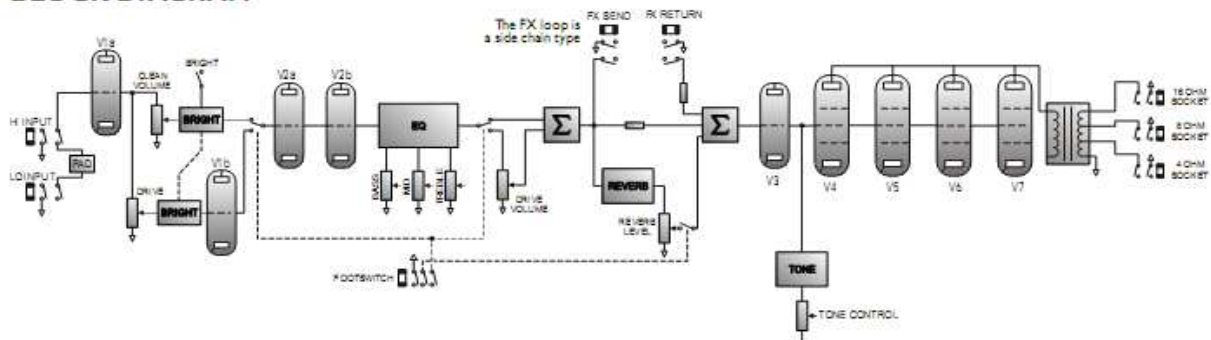 The FX loop is
a side chain type
FX SEND
FX RETURN
V1a
CLEAN
VOLUME
BRIGHT
V2a
V2b
HI INPUT
BRIGHT
EQ
Σ
Σ
16 OHM
SOCKET
8 OHM
SOCKET
4 OHM
SOCKET
PAD
LO INPUT
V1b
DRIVE
BRIGHT
BASS
MID
TREBLE
DRIVE
VOLUME
REVERB
REVERB
LEVEL
V3
V4
V5
V6
V7
FOOTSWITCH
TONE
TONE CONTROL